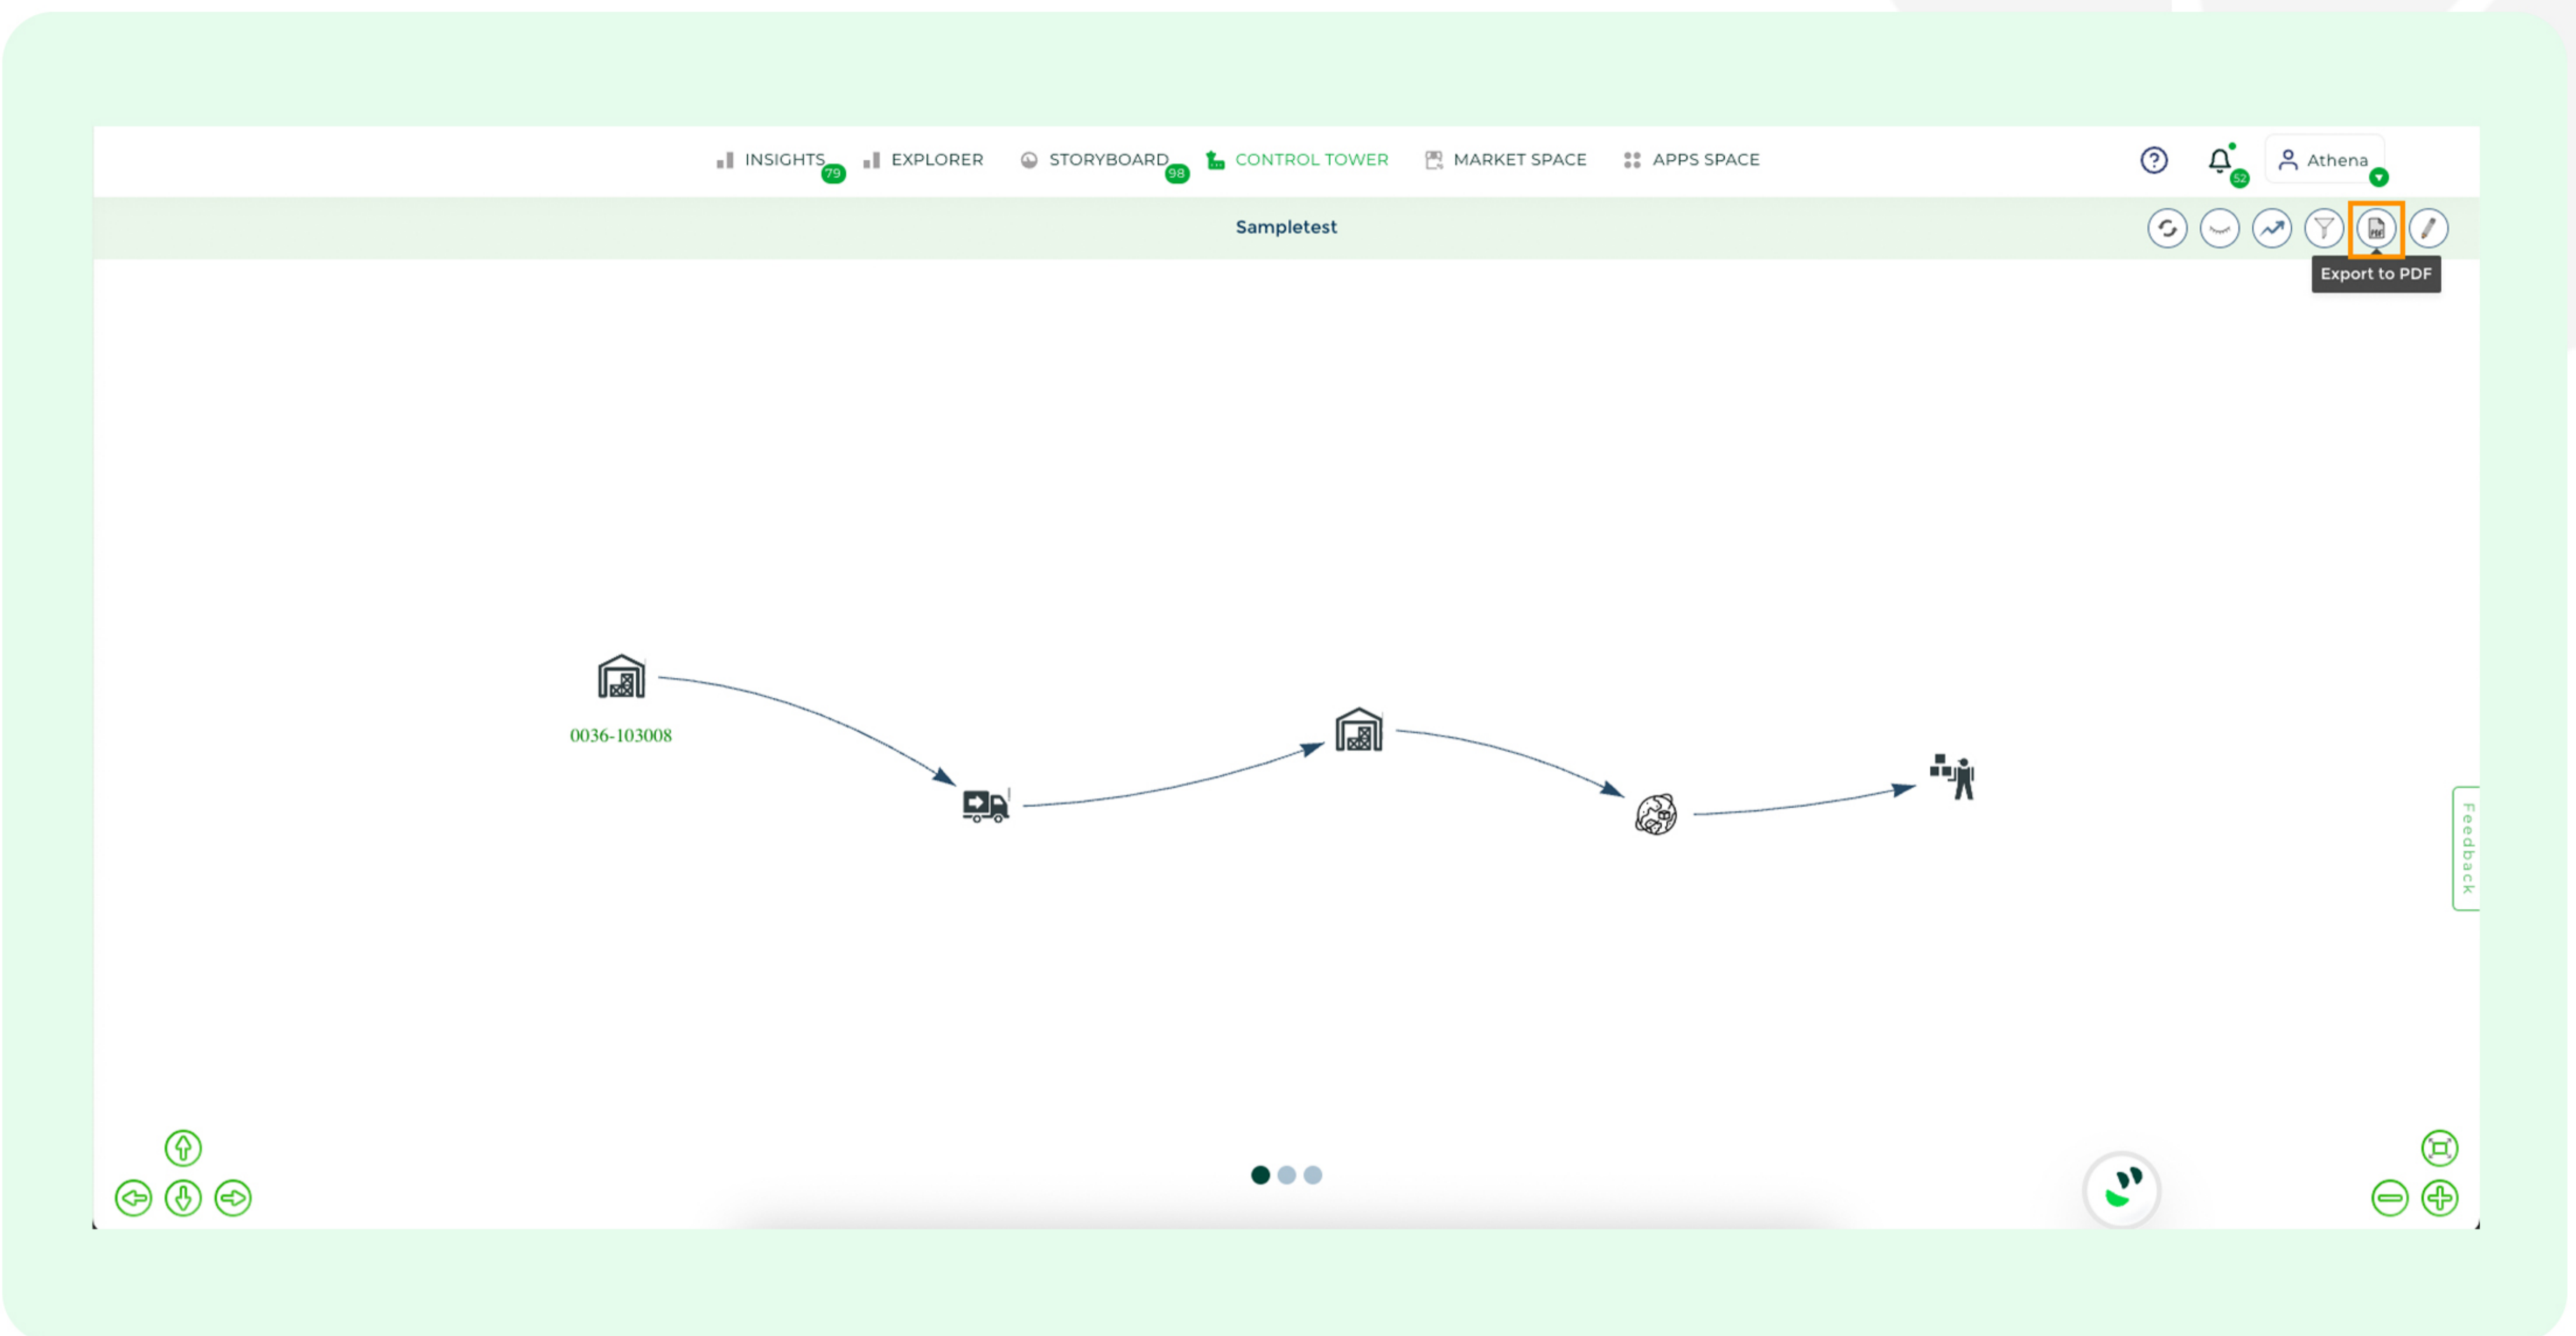 INSIGHTS 79 EXPLORER STORYBOARD 98 CONTROL TOWER MARKET SPACE APPS SPACE 52 Athena
Sampletest
PDF
Export to PDF
0036-103008
Feedback